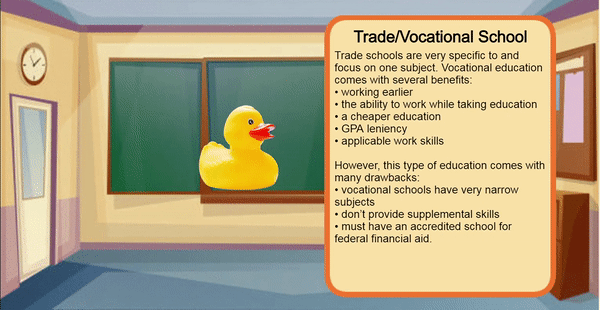 Trade/Vocational School
Trade schools are very specific to and
focus on one subject. Vocational education
comes with several benefits:
• working earlier
• the ability to work while taking education
• a cheaper education
• GPA leniency
• applicable work skills
However, this type of education comes with
many drawbacks:
• vocational schools have very narrow
subjects
• don’t provide supplemental skills
• must have an accredited school for
federal financial aid.